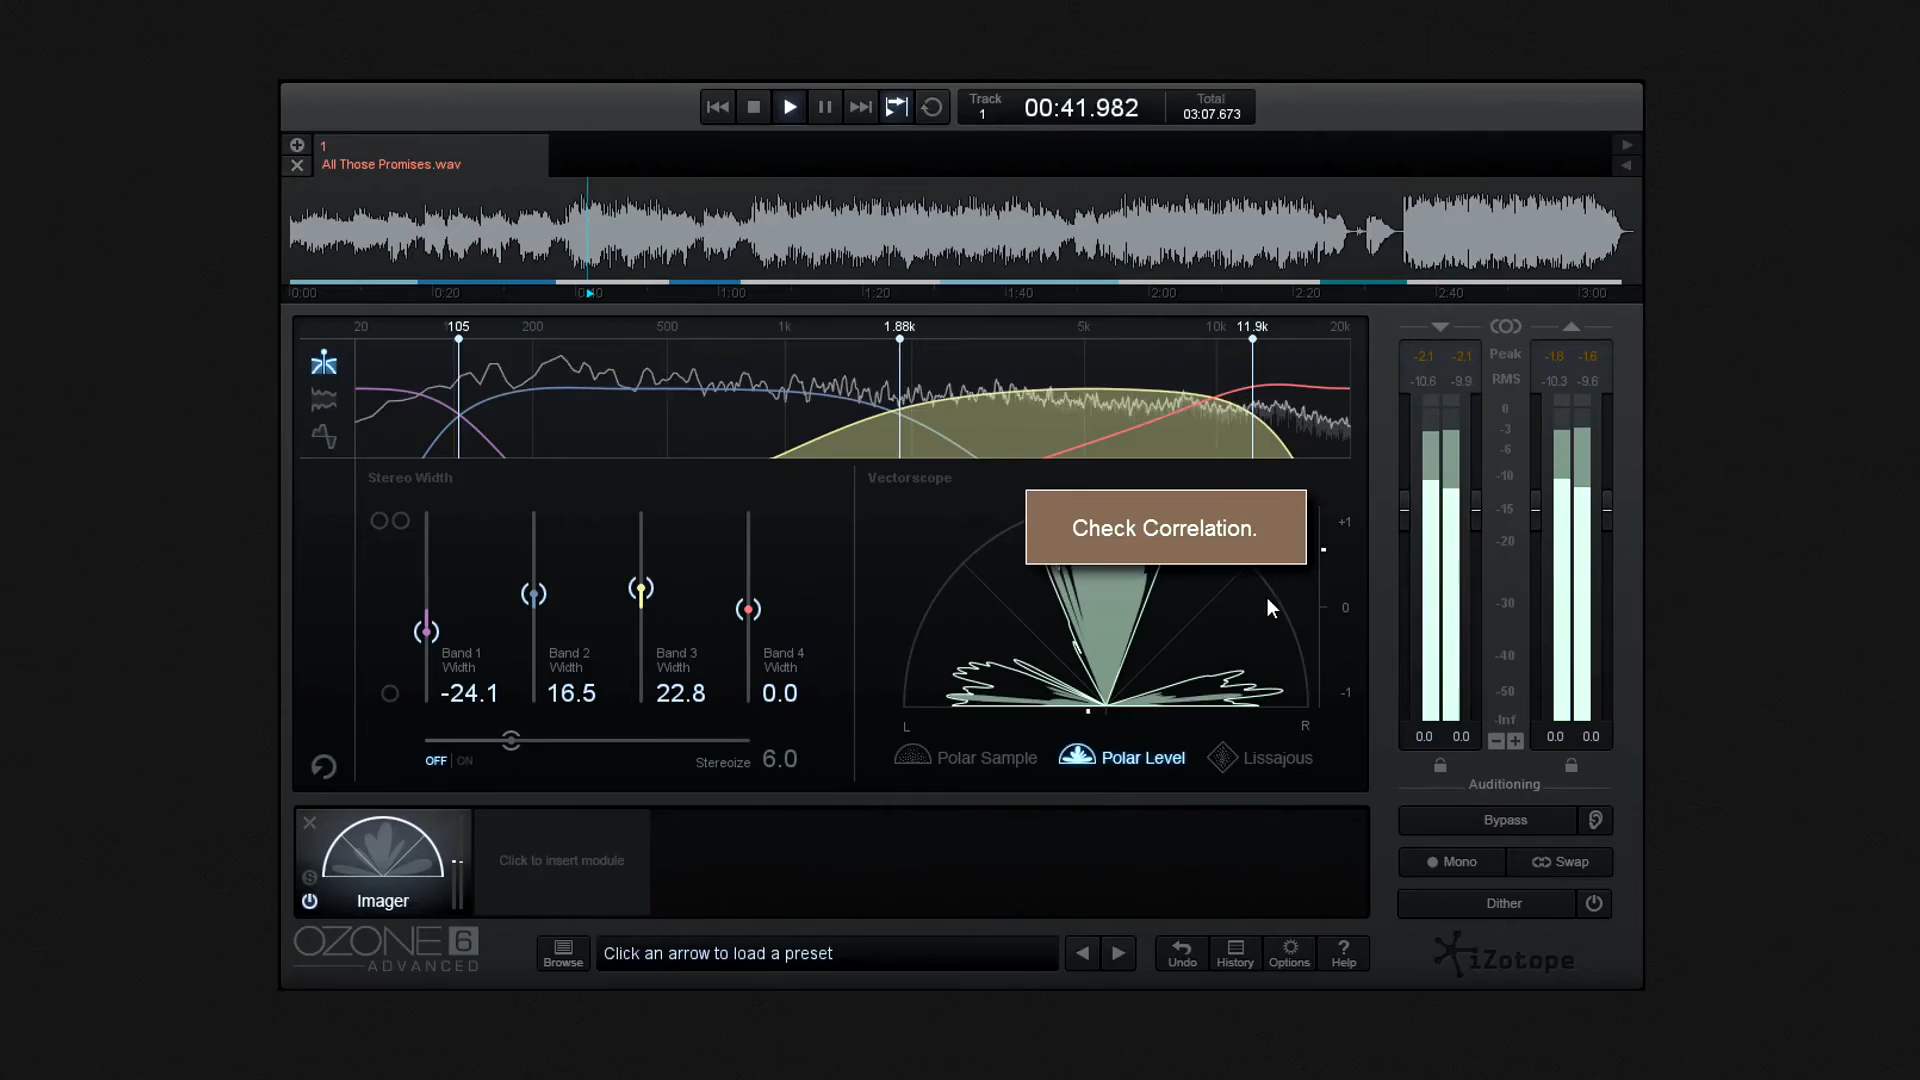 Track
1
00:41.982
Total
03:07.673
1
All Those Promises.wav
0:00
0:20
1:00
1:20
1:40
2:00
2:20
2:40
3:00
20
105
200
500
1k
1.88k
5k
10k
11.9k
20k
-2.1
-2.1
Peak
-1.8
-1.6
-10.6
-9.9
RMS
-10.3
-9.6
0
-3
-6
-10
-15
-20
-30
-40
-50
-Inf
0.0
0.0
0.0
0.0
Stereo Width
Vectorscope
Check Correlation.
+1
0
-1
Band 1
Width
-24.1
Band 2
Width
16.5
Band 3
Width
22.8
Band 4
Width
0.0
L
R
OFF
ON
Stereoize
6.0
Polar Sample
Polar Level
Lissajous
Auditioning
Bypass
Mono
Swap
Dither
S
Imager
Click to insert module
OZONE 6
ADVANCED
Browse
Click an arrow to load a preset
Undo
History
Options
?
Help
iZotope